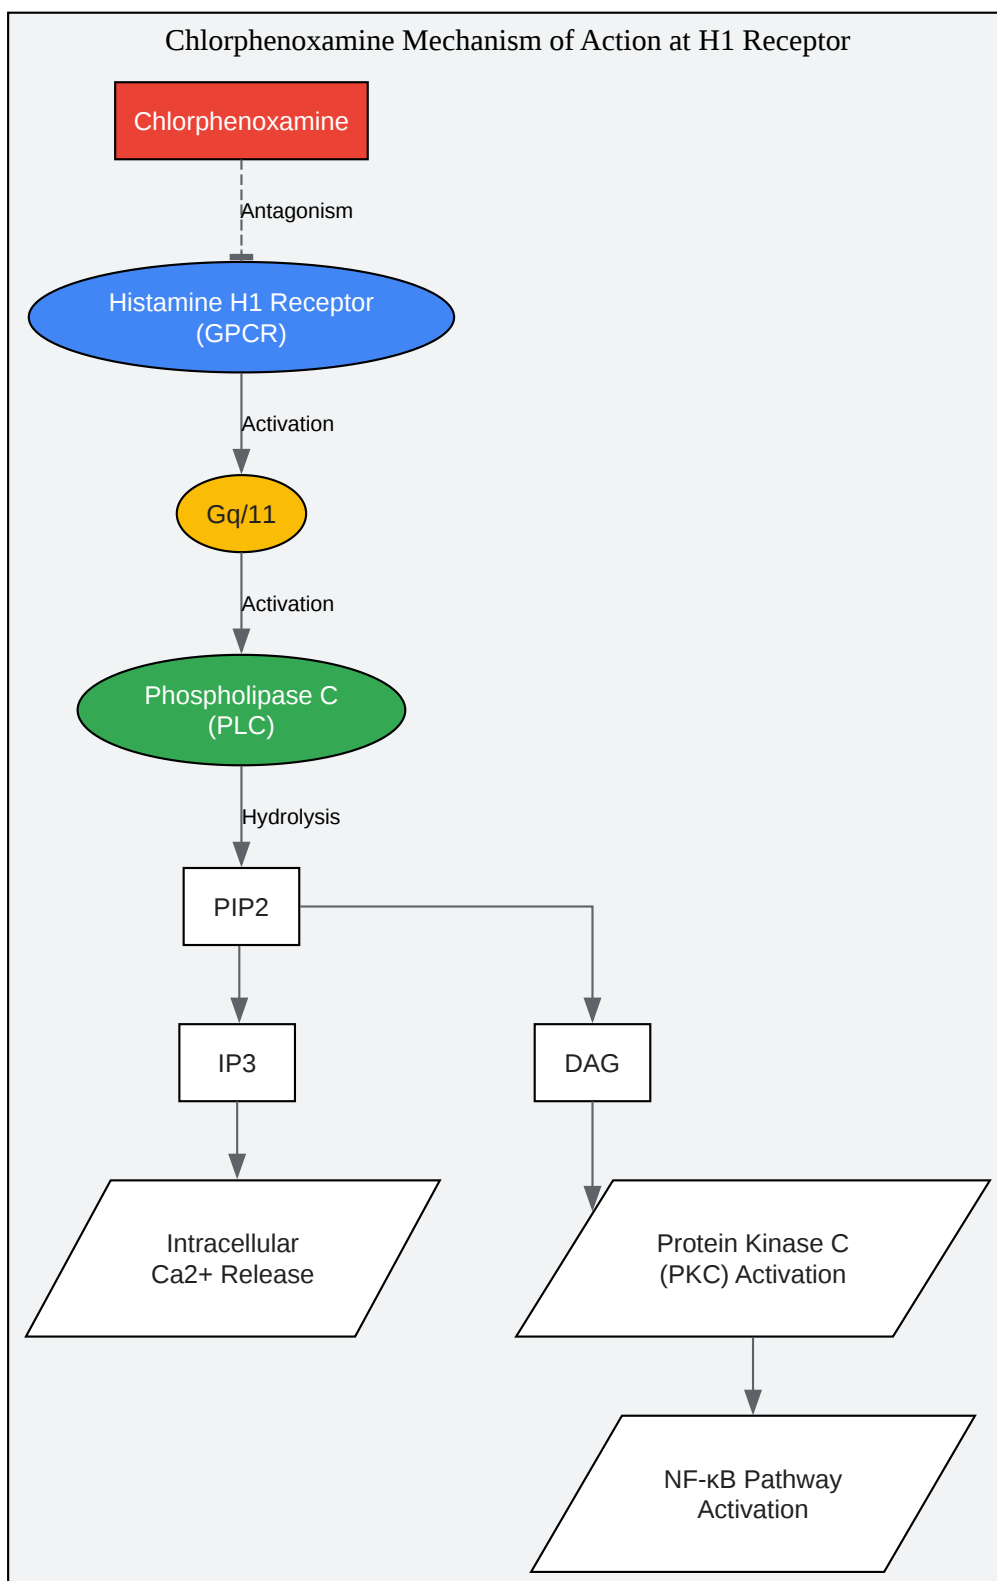 Chlorphenoxamine Mechanism of Action at H1 Receptor
Chlorphenoxamine
Antagonism
Histamine H1 Receptor
(GPCR)
Activation
Gq/11
Activation
Phospholipase C
(PLC)
Hydrolysis
PIP2
IP3
DAG
Intracellular
Ca2+ Release
Protein Kinase C
(PKC) Activation
NF-κB Pathway
Activation